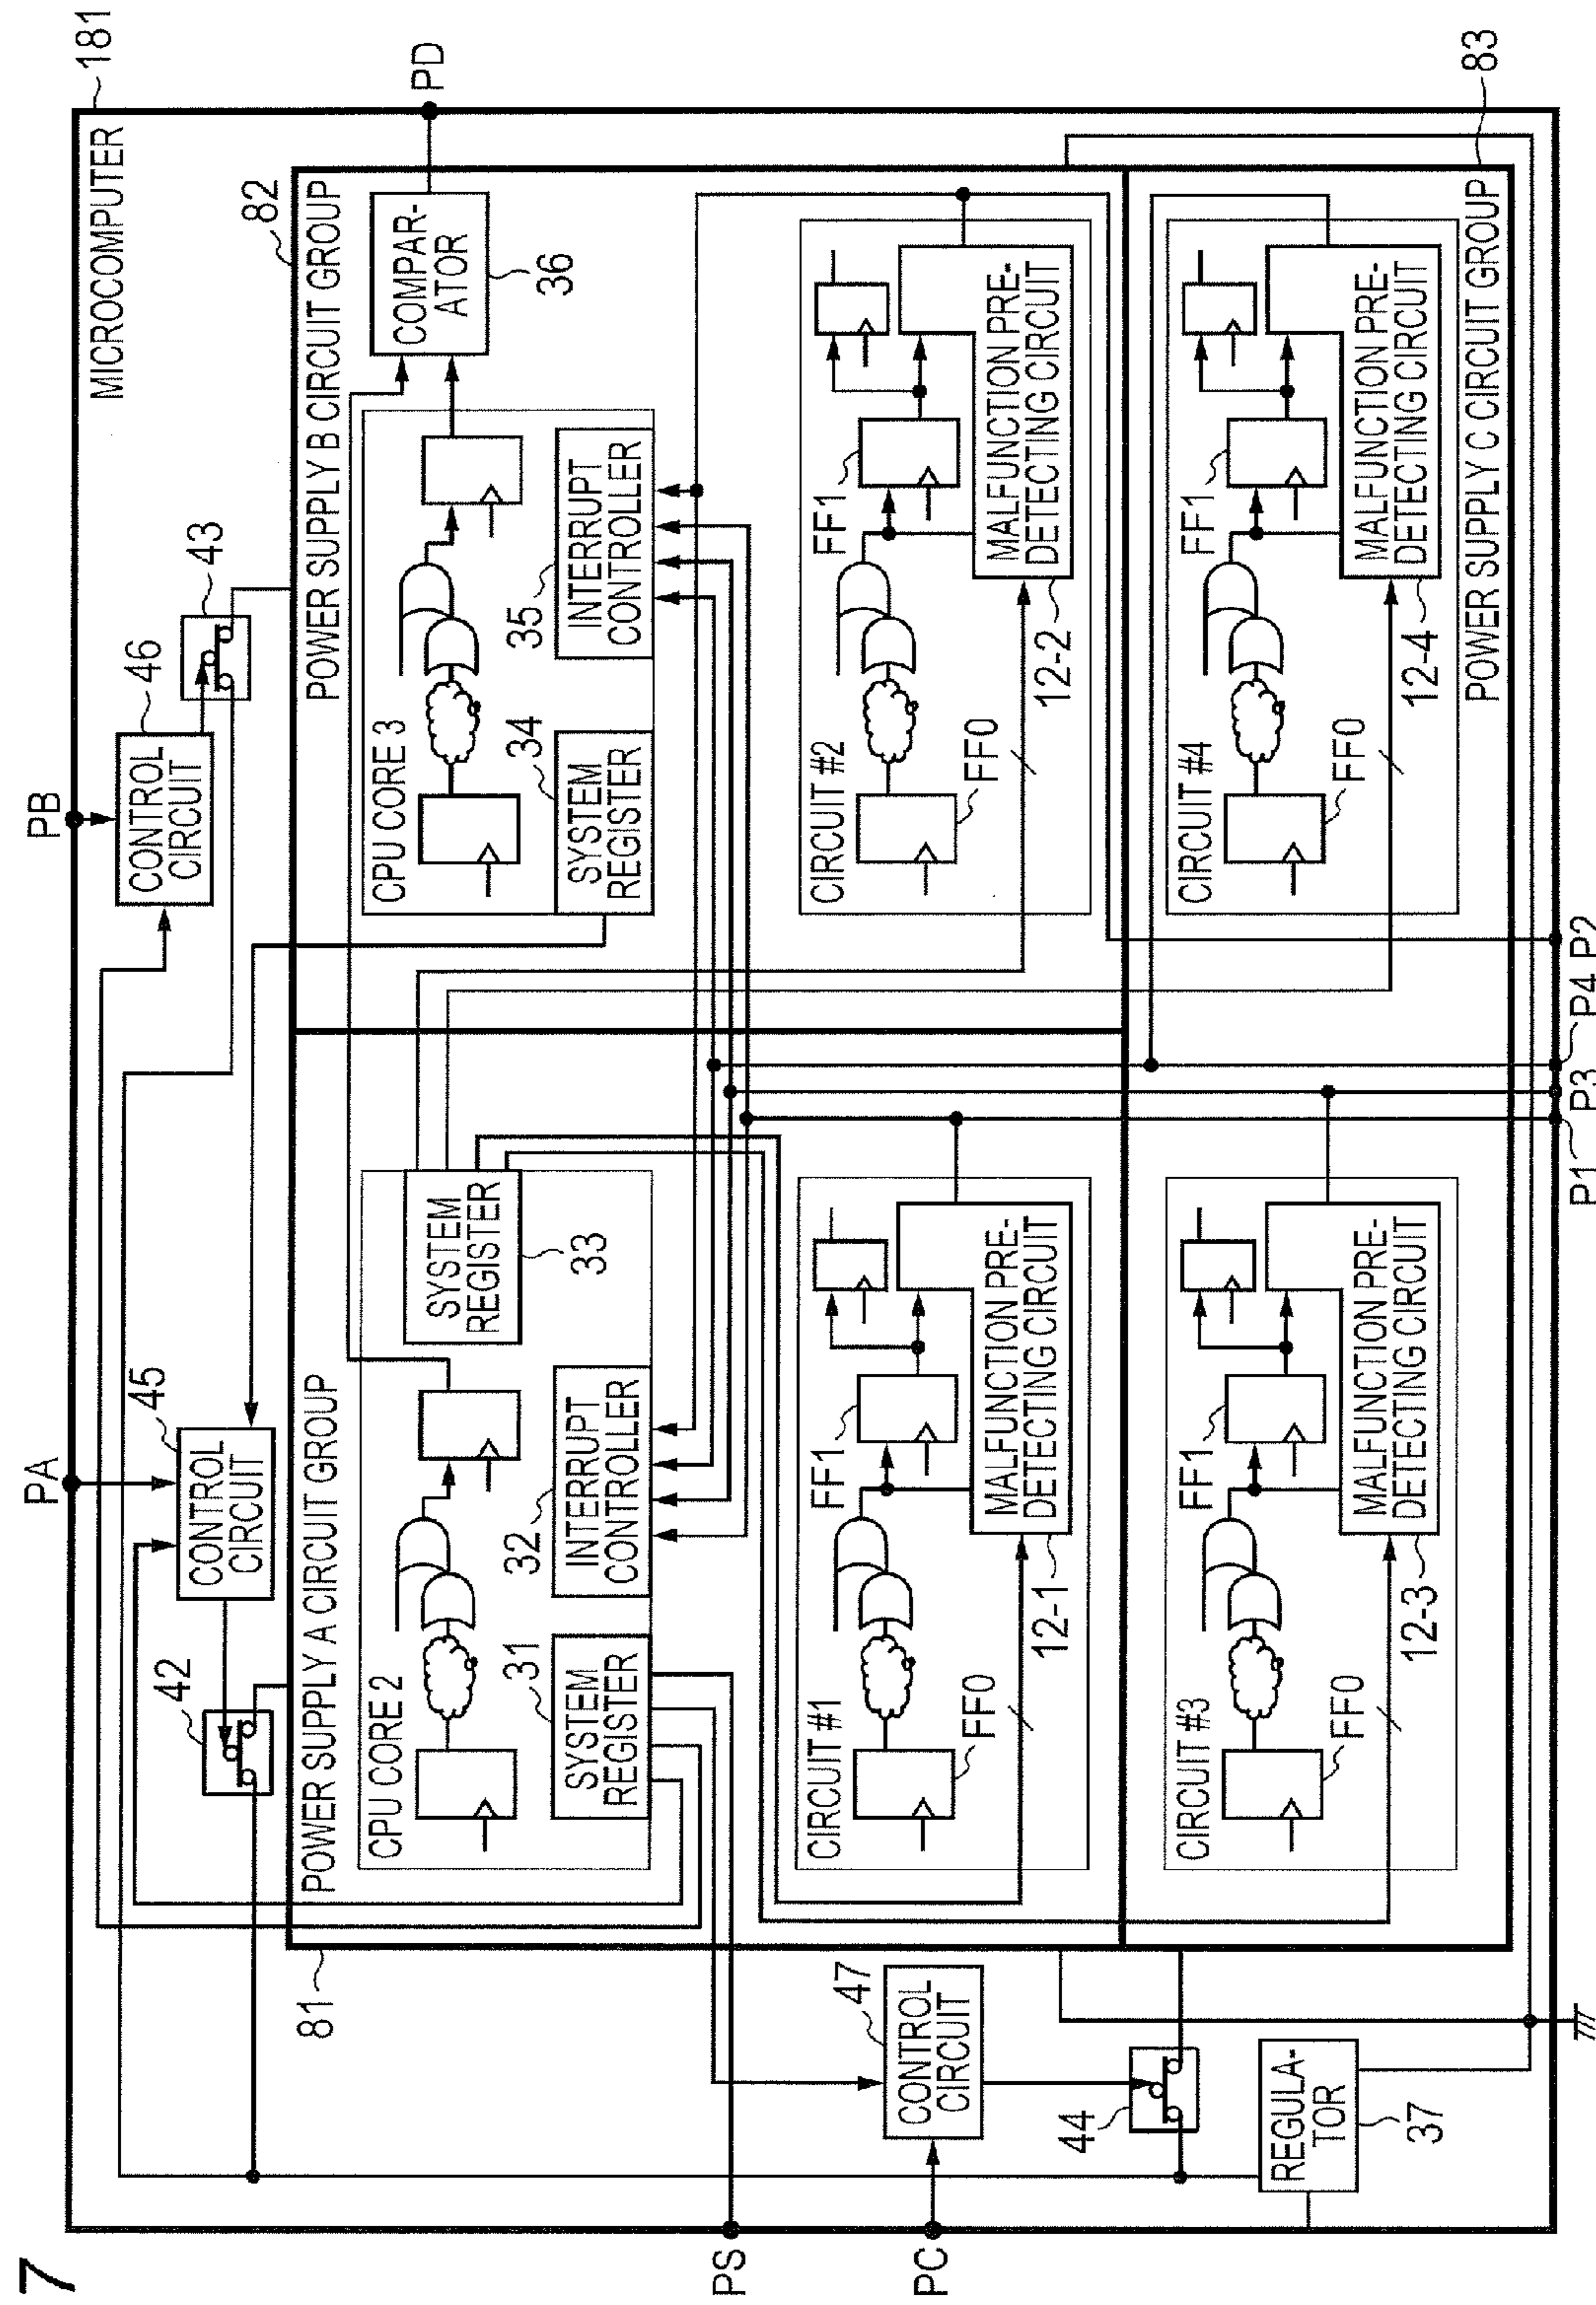 7
MICROCOMPUTER
181
PA
PB
PD
PS
PC
P1
P3
P4
P2
42
CONTROL
CIRCUIT
45
CONTROL
CIRCUIT
46
43
82
81
83
POWER SUPPLY A CIRCUIT GROUP
CPU CORE 2
SYSTEM
REGISTER
31
INTERRUPT
CONTROLLER
32
SYSTEM
REGISTER
33
POWER SUPPLY B CIRCUIT GROUP
CPU CORE 3
SYSTEM
REGISTER
34
INTERRUPT
CONTROLLER
35
COMPAR-
ATOR
36
CIRCUIT #1
FF0
FF1
MALFUNCTION PRE-
DETECTING CIRCUIT
12-1
CIRCUIT #2
FF0
FF1
MALFUNCTION PRE-
DETECTING CIRCUIT
12-2
CIRCUIT #3
FF0
FF1
MALFUNCTION PRE-
DETECTING CIRCUIT
12-3
CIRCUIT #4
FF0
FF1
MALFUNCTION PRE-
DETECTING CIRCUIT
12-4
POWER SUPPLY C CIRCUIT GROUP
CONTROL
CIRCUIT
47
44
REGULA-
TOR
37